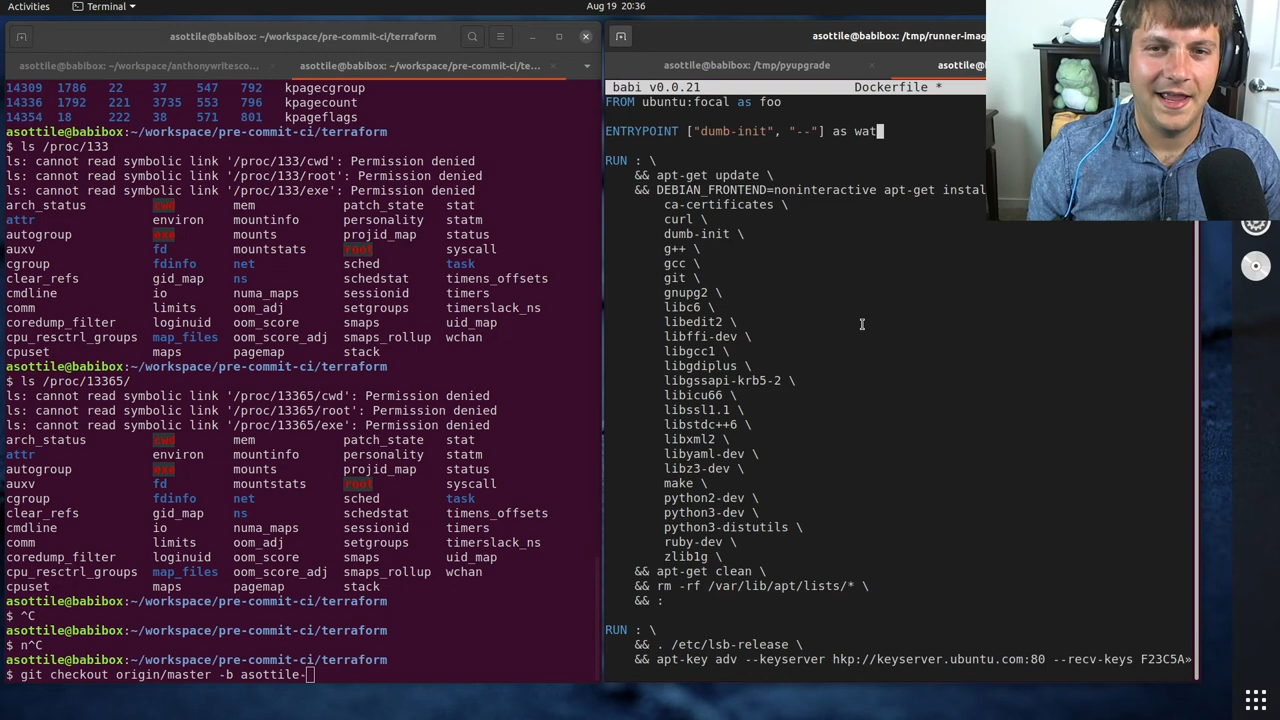 Activities
Terminal
Aug 19 20:36
asottile@babibox: ~/workspace/pre-commit-ci/terraform
asottile@babibox: ~/workspace/anthonywritesco...
asottile@babibox: ~/workspace/pre-commit-ci/te...
14309 1786 22 37 547 792 kpagecgroup
14336 1792 221 3735 553 796 kpagecount
14354 18 222 38 571 801 kpageflags
asottile@babibox:~/workspace/pre-commit-ci/terraform
$ ls /proc/133
ls: cannot read symbolic link '/proc/133/cwd': Permission denied
ls: cannot read symbolic link '/proc/133/root': Permission denied
ls: cannot read symbolic link '/proc/133/exe': Permission denied
arch_status cwd mem patch_state stat
attr environ mountinfo personality statm
autogroup exe mounts projid_map status
auxv fd mountstats root syscall
cgroup fdinfo net sched task
clear_refs gid_map ns schedstat timens_offsets
cmdline io numa_maps sessionid timers
comm limits oom_adj setgroups timerslack_ns
coredump_filter loginuid oom_score smaps uid_map
cpu_resctrl_groups map_files oom_score_adj smaps_rollup wchan
cpuset maps pagemap stack
asottile@babibox:~/workspace/pre-commit-ci/terraform
$ ls /proc/13365/
ls: cannot read symbolic link '/proc/13365/cwd': Permission denied
ls: cannot read symbolic link '/proc/13365/root': Permission denied
ls: cannot read symbolic link '/proc/13365/exe': Permission denied
arch_status cwd mem patch_state stat
attr environ mountinfo personality statm
autogroup exe mounts projid_map status
auxv fd mountstats root syscall
cgroup fdinfo net sched task
clear_refs gid_map ns schedstat timens_offsets
cmdline io numa_maps sessionid timers
comm limits oom_adj setgroups timerslack_ns
coredump_filter loginuid oom_score smaps uid_map
cpu_resctrl_groups map_files oom_score_adj smaps_rollup wchan
cpuset maps pagemap stack
asottile@babibox:~/workspace/pre-commit-ci/terraform
$ ^C
asottile@babibox:~/workspace/pre-commit-ci/terraform
$ n^C
asottile@babibox:~/workspace/pre-commit-ci/terraform
$ git checkout origin/master -b asottile-
asottile@babibox: /tmp/runner-imag
asottile@babibox: /tmp/pyupgrade
asottile@b
babi v0.0.21 Dockerfile *
FROM ubuntu:focal as foo
ENTRYPOINT ["dumb-init", "--"] as wat
RUN : \
&& apt-get update \
&& DEBIAN_FRONTEND=noninteractive apt-get instal
ca-certificates \
curl \
dumb-init \
g++ \
gcc \
git \
gnupg2 \
libc6 \
libedit2 \
libffi-dev \
libgcc1 \
libgdiplus \
libgssapi-krb5-2 \
libicu66 \
libssl1.1 \
libstdc++6 \
libxml2 \
libyaml-dev \
libz3-dev \
make \
python2-dev \
python3-dev \
python3-distutils \
ruby-dev \
zlib1g \
&& apt-get clean \
&& rm -rf /var/lib/apt/lists/* \
&& :
RUN : \
&& . /etc/lsb-release \
&& apt-key adv --keyserver hkp://keyserver.ubuntu.com:80 --recv-keys F23C5A»